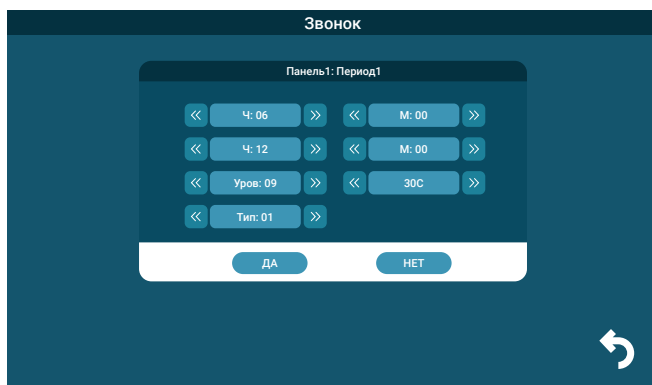 Звонок
Панель1: Период1
Ч: 06 М: 00
Ч: 12 М: 00
Уров: 09 30С
Тип: 01
ДА НЕТ